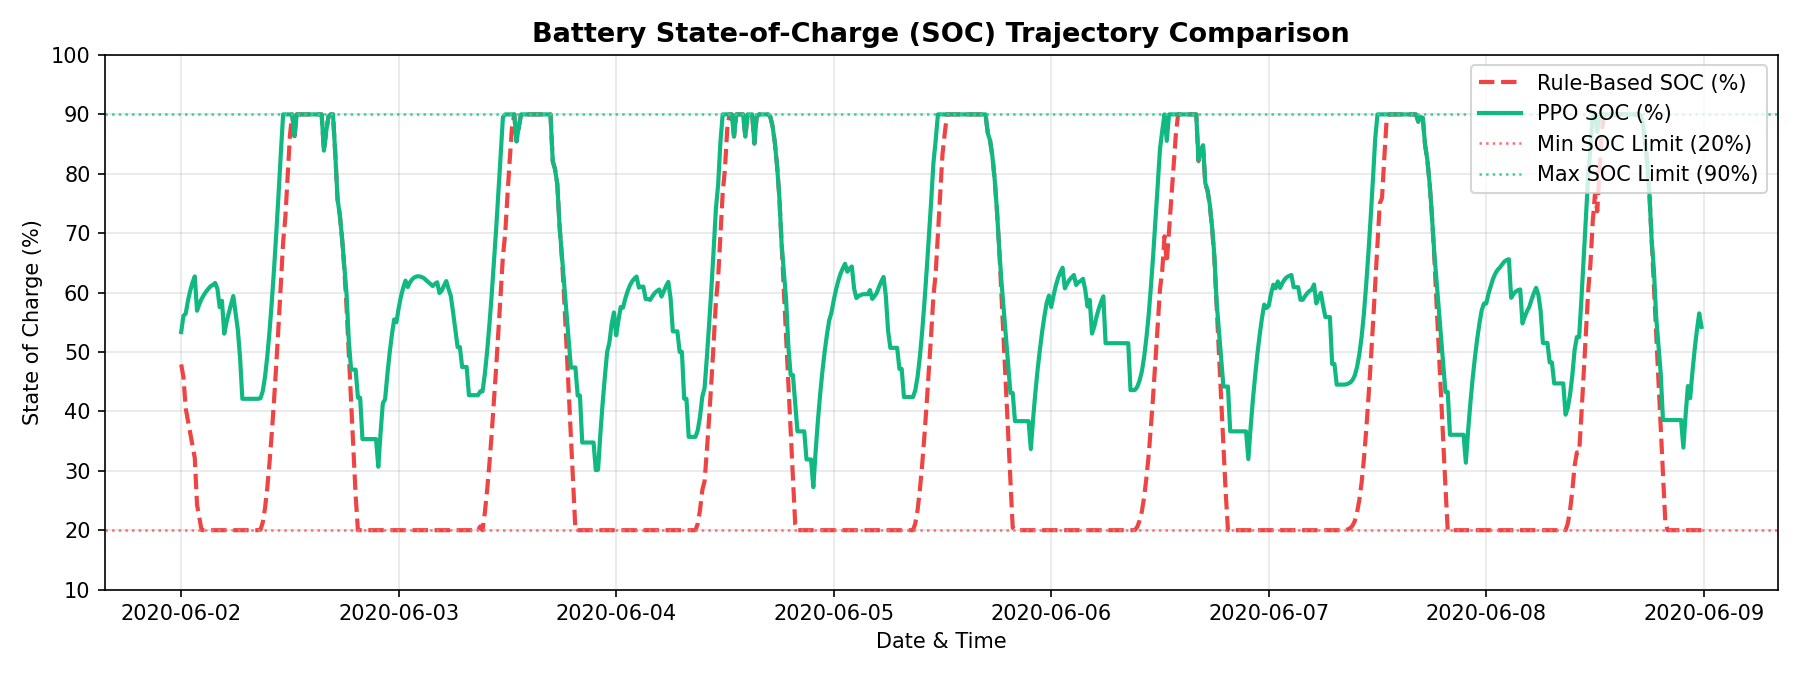 Battery State-of-Charge (SOC) Trajectory Comparison
Rule-Based SOC (%)
PPO SOC (%)
Min SOC Limit (20%)
Max SOC Limit (90%)
State of Charge (%)
100
90
80
70
60
50
40
30
20
10
2020-06-02 2020-06-03 2020-06-04 2020-06-05 2020-06-06 2020-06-07 2020-06-08 2020-06-09
Date & Time